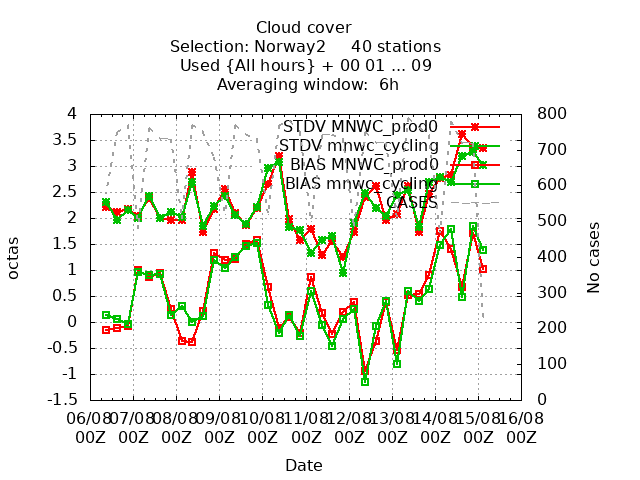 Cloud cover
Selection: Norway2 40 stations
Used {All hours} + 00 01 ... 09
Averaging window: 6h
STDV MNWC_prod0
STDV mnwc_cycling
BIAS MNWC_prod0
BIAS mnwc_cycling
CASES
4
3.5
3
2.5
2
1.5
1
0.5
0
-0.5
-1
-1.5
octas
800
700
600
500
400
300
200
100
0
No cases
06/08 07/08 08/08 09/08 10/08 11/08 12/08 13/08 14/08 15/08 16/08
00Z 00Z 00Z 00Z 00Z 00Z 00Z 00Z 00Z 00Z 00Z
Date